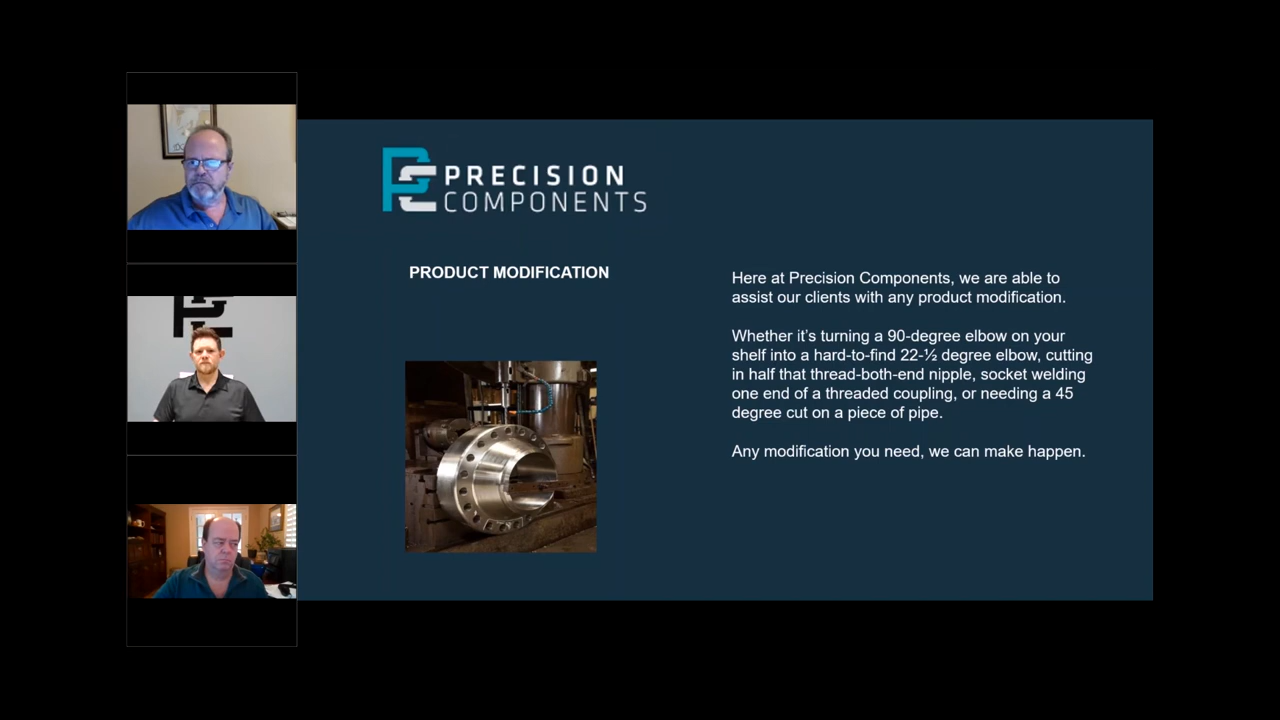 PRECISION
COMPONENTS
PRODUCT MODIFICATION
Here at Precision Components, we are able to
assist our clients with any product modification.
Whether it’s turning a 90-degree elbow on your
shelf into a hard-to-find 22-½ degree elbow, cutting
in half that thread-both-end nipple, socket welding
one end of a threaded coupling, or needing a 45
degree cut on a piece of pipe.
Any modification you need, we can make happen.